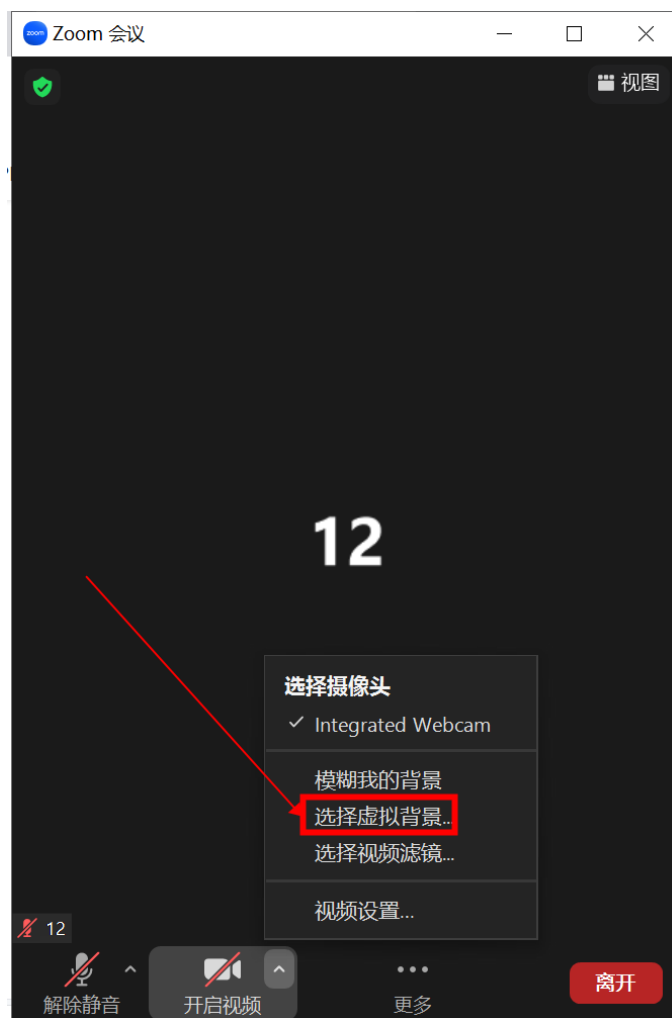 zoom Zoom 会议
视图
12
选择摄像头
Integrated Webcam
模糊我的背景
选择虚拟背景...
选择视频滤镜...
视频设置...
12
解除静音
开启视频
更多
离开